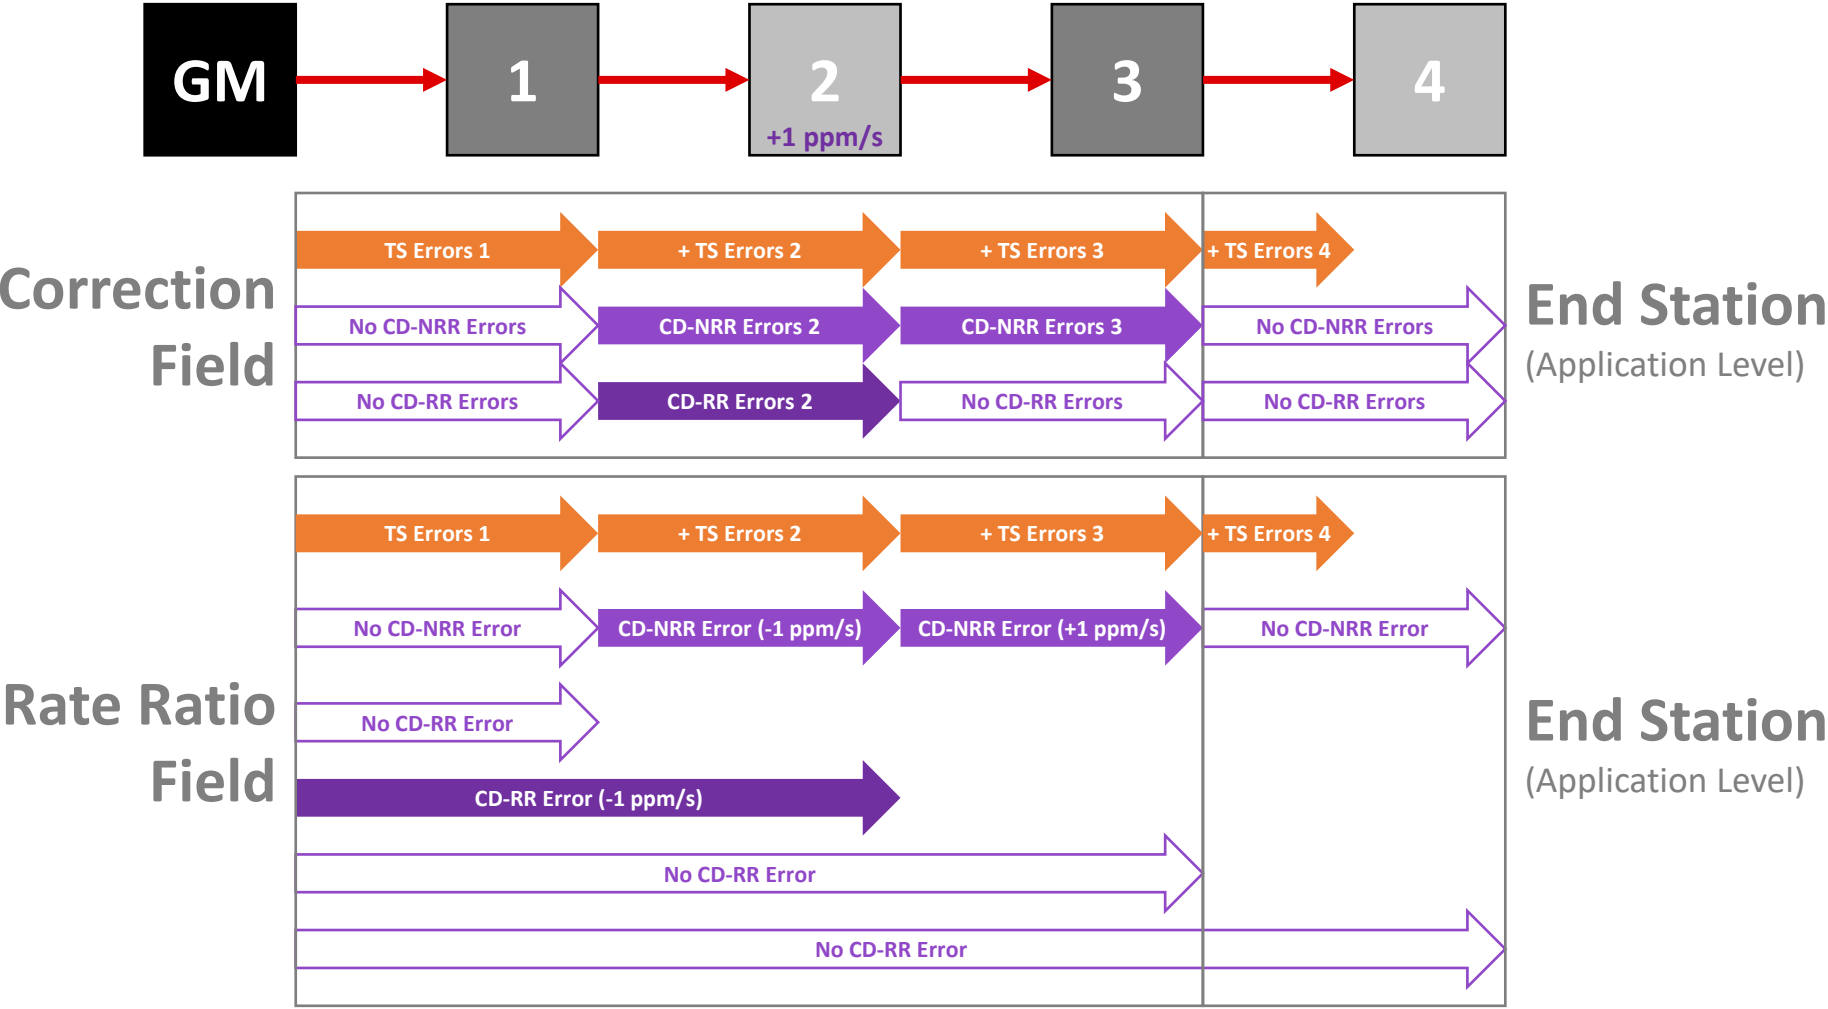 GM
1
2
3
4
+1 ppm/s
Correction
Field
TS Errors 1
+ TS Errors 2
+ TS Errors 3
+ TS Errors 4
No CD-NRR Errors
CD-NRR Errors 2
CD-NRR Errors 3
No CD-NRR Errors
No CD-RR Errors
CD-RR Errors 2
No CD-RR Errors
No CD-RR Errors
End Station
(Application Level)
Rate Ratio
Field
TS Errors 1
+ TS Errors 2
+ TS Errors 3
+ TS Errors 4
No CD-NRR Error
CD-NRR Error (-1 ppm/s)
CD-NRR Error (+1 ppm/s)
No CD-NRR Error
No CD-RR Error
CD-RR Error (-1 ppm/s)
No CD-RR Error
No CD-RR Error
End Station
(Application Level)